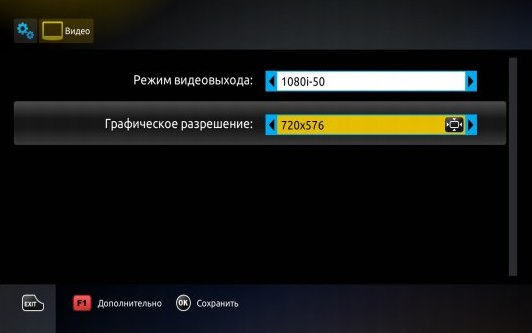 Видео
Режим видеовыхода: 1080i-50
Графическое разрешение: 720x576
EXIT F1 Дополнительно OK Сохранить